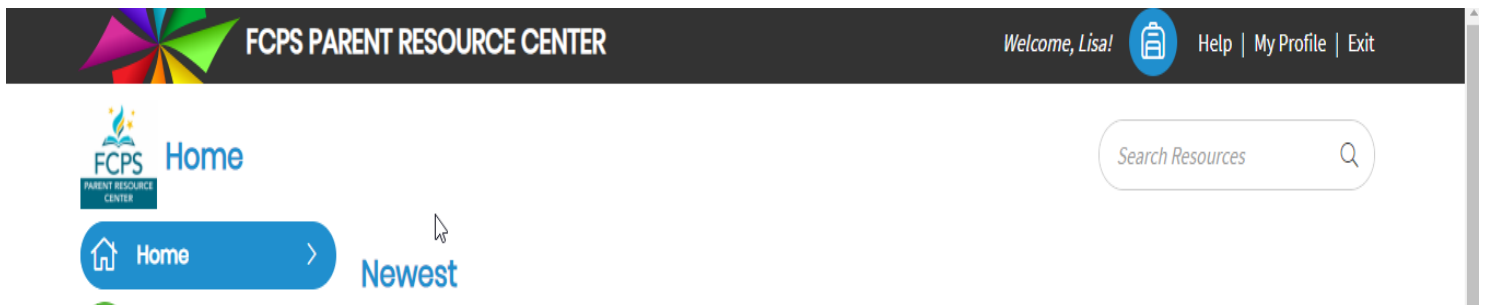 FCPS PARENT RESOURCE CENTER
Welcome, Lisa!
Help | My Profile | Exit
FCPS
PARENT RESOURCE
CENTER
Home
Search Resources
Home
Newest